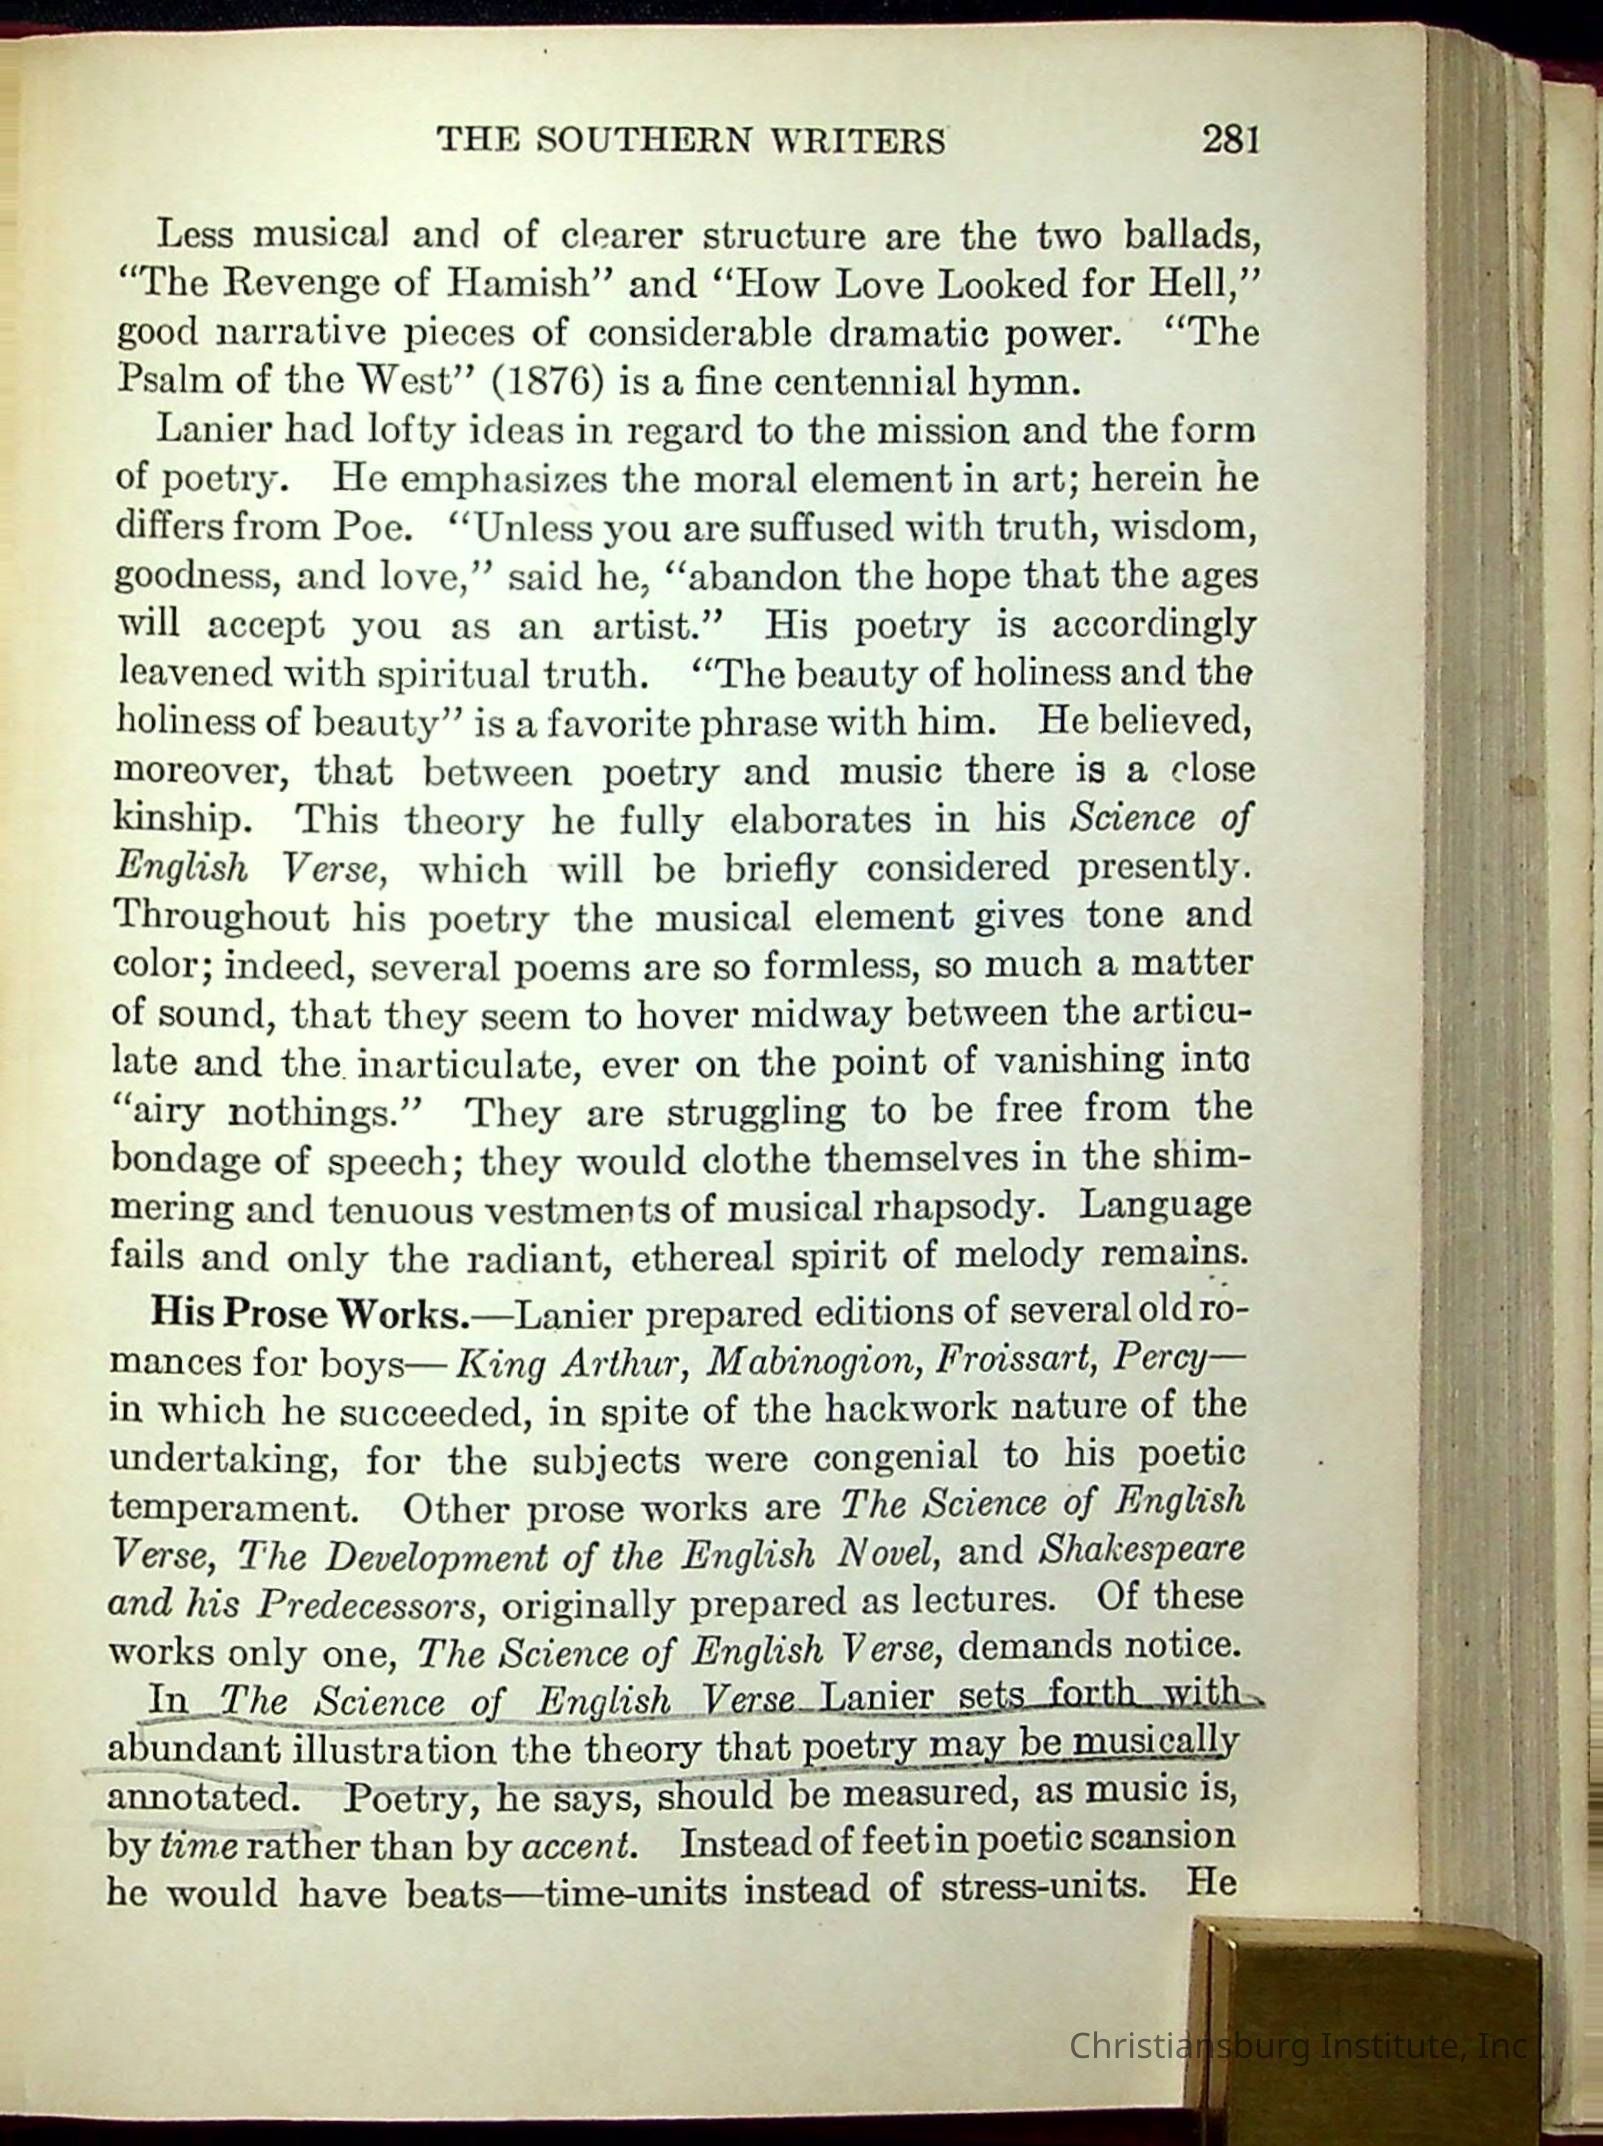 THE SOUTHERN WRITERS 281
Less musical and of clearer structure are the two ballads,
“The Revenge of Hamish” and “How Love Looked for Hell,”
good narrative pieces of considerable dramatic power. “The
Psalm of the West” (1876) is a fine centennial hymn.
Lanier had lofty ideas in regard to the mission and the form
of poetry. He emphasizes the moral element in art; herein he
differs from Poe. “Unless you are suffused with truth, wisdom,
goodness, and love,” said he, “abandon the hope that the ages
will accept you as an artist.” His poetry is accordingly
leavened with spiritual truth. “The beauty of holiness and the
holiness of beauty” is a favorite phrase with him. He believed,
moreover, that between poetry and music there is a close
kinship. This theory he fully elaborates in his Science of
English Verse, which will be briefly considered presently.
Throughout his poetry the musical element gives tone and
color; indeed, several poems are so formless, so much a matter
of sound, that they seem to hover midway between the articu-
late and the inarticulate, ever on the point of vanishing into
“airy nothings.” They are struggling to be free from the
bondage of speech; they would clothe themselves in the shim-
mering and tenuous vestments of musical rhapsody. Language
fails and only the radiant, ethereal spirit of melody remains.
His Prose Works.—Lanier prepared editions of several old ro-
mances for boys—King Arthur, Mabinogion, Froissart, Percy—
in which he succeeded, in spite of the hackwork nature of the
undertaking, for the subjects were congenial to his poetic
temperament. Other prose works are The Science of English
Verse, The Development of the English Novel, and Shakespeare
and his Predecessors, originally prepared as lectures. Of these
works only one, The Science of English Verse, demands notice.
In The Science of English Verse Lanier sets forth with
abundant illustration the theory that poetry may be musically
annotated. Poetry, he says, should be measured, as music is,
by time rather than by accent. Instead of feet in poetic scansion
he would have beats—time-units instead of stress-units. He
Christiansburg Institute, Inc